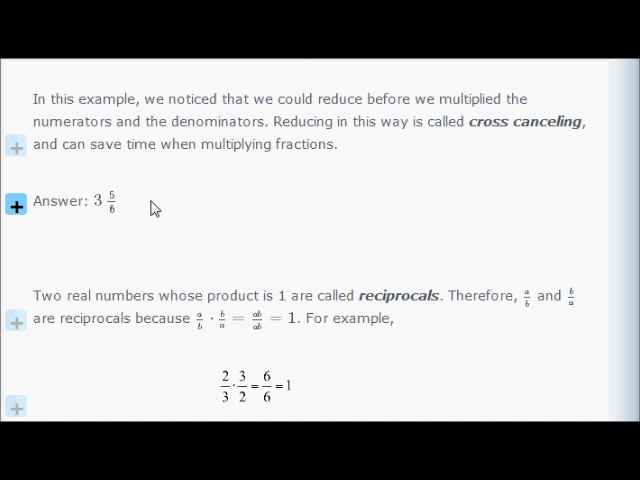 In this example, we noticed that we could reduce before we multiplied the
numerators and the denominators. Reducing in this way is called cross canceling,
and can save time when multiplying fractions.
Answer: 3 5/6
Two real numbers whose product is 1 are called reciprocals. Therefore, a/b and b/a
are reciprocals because a/b · b/a = ab/ab = 1. For example,
2/3 · 3/2 = 6/6 = 1